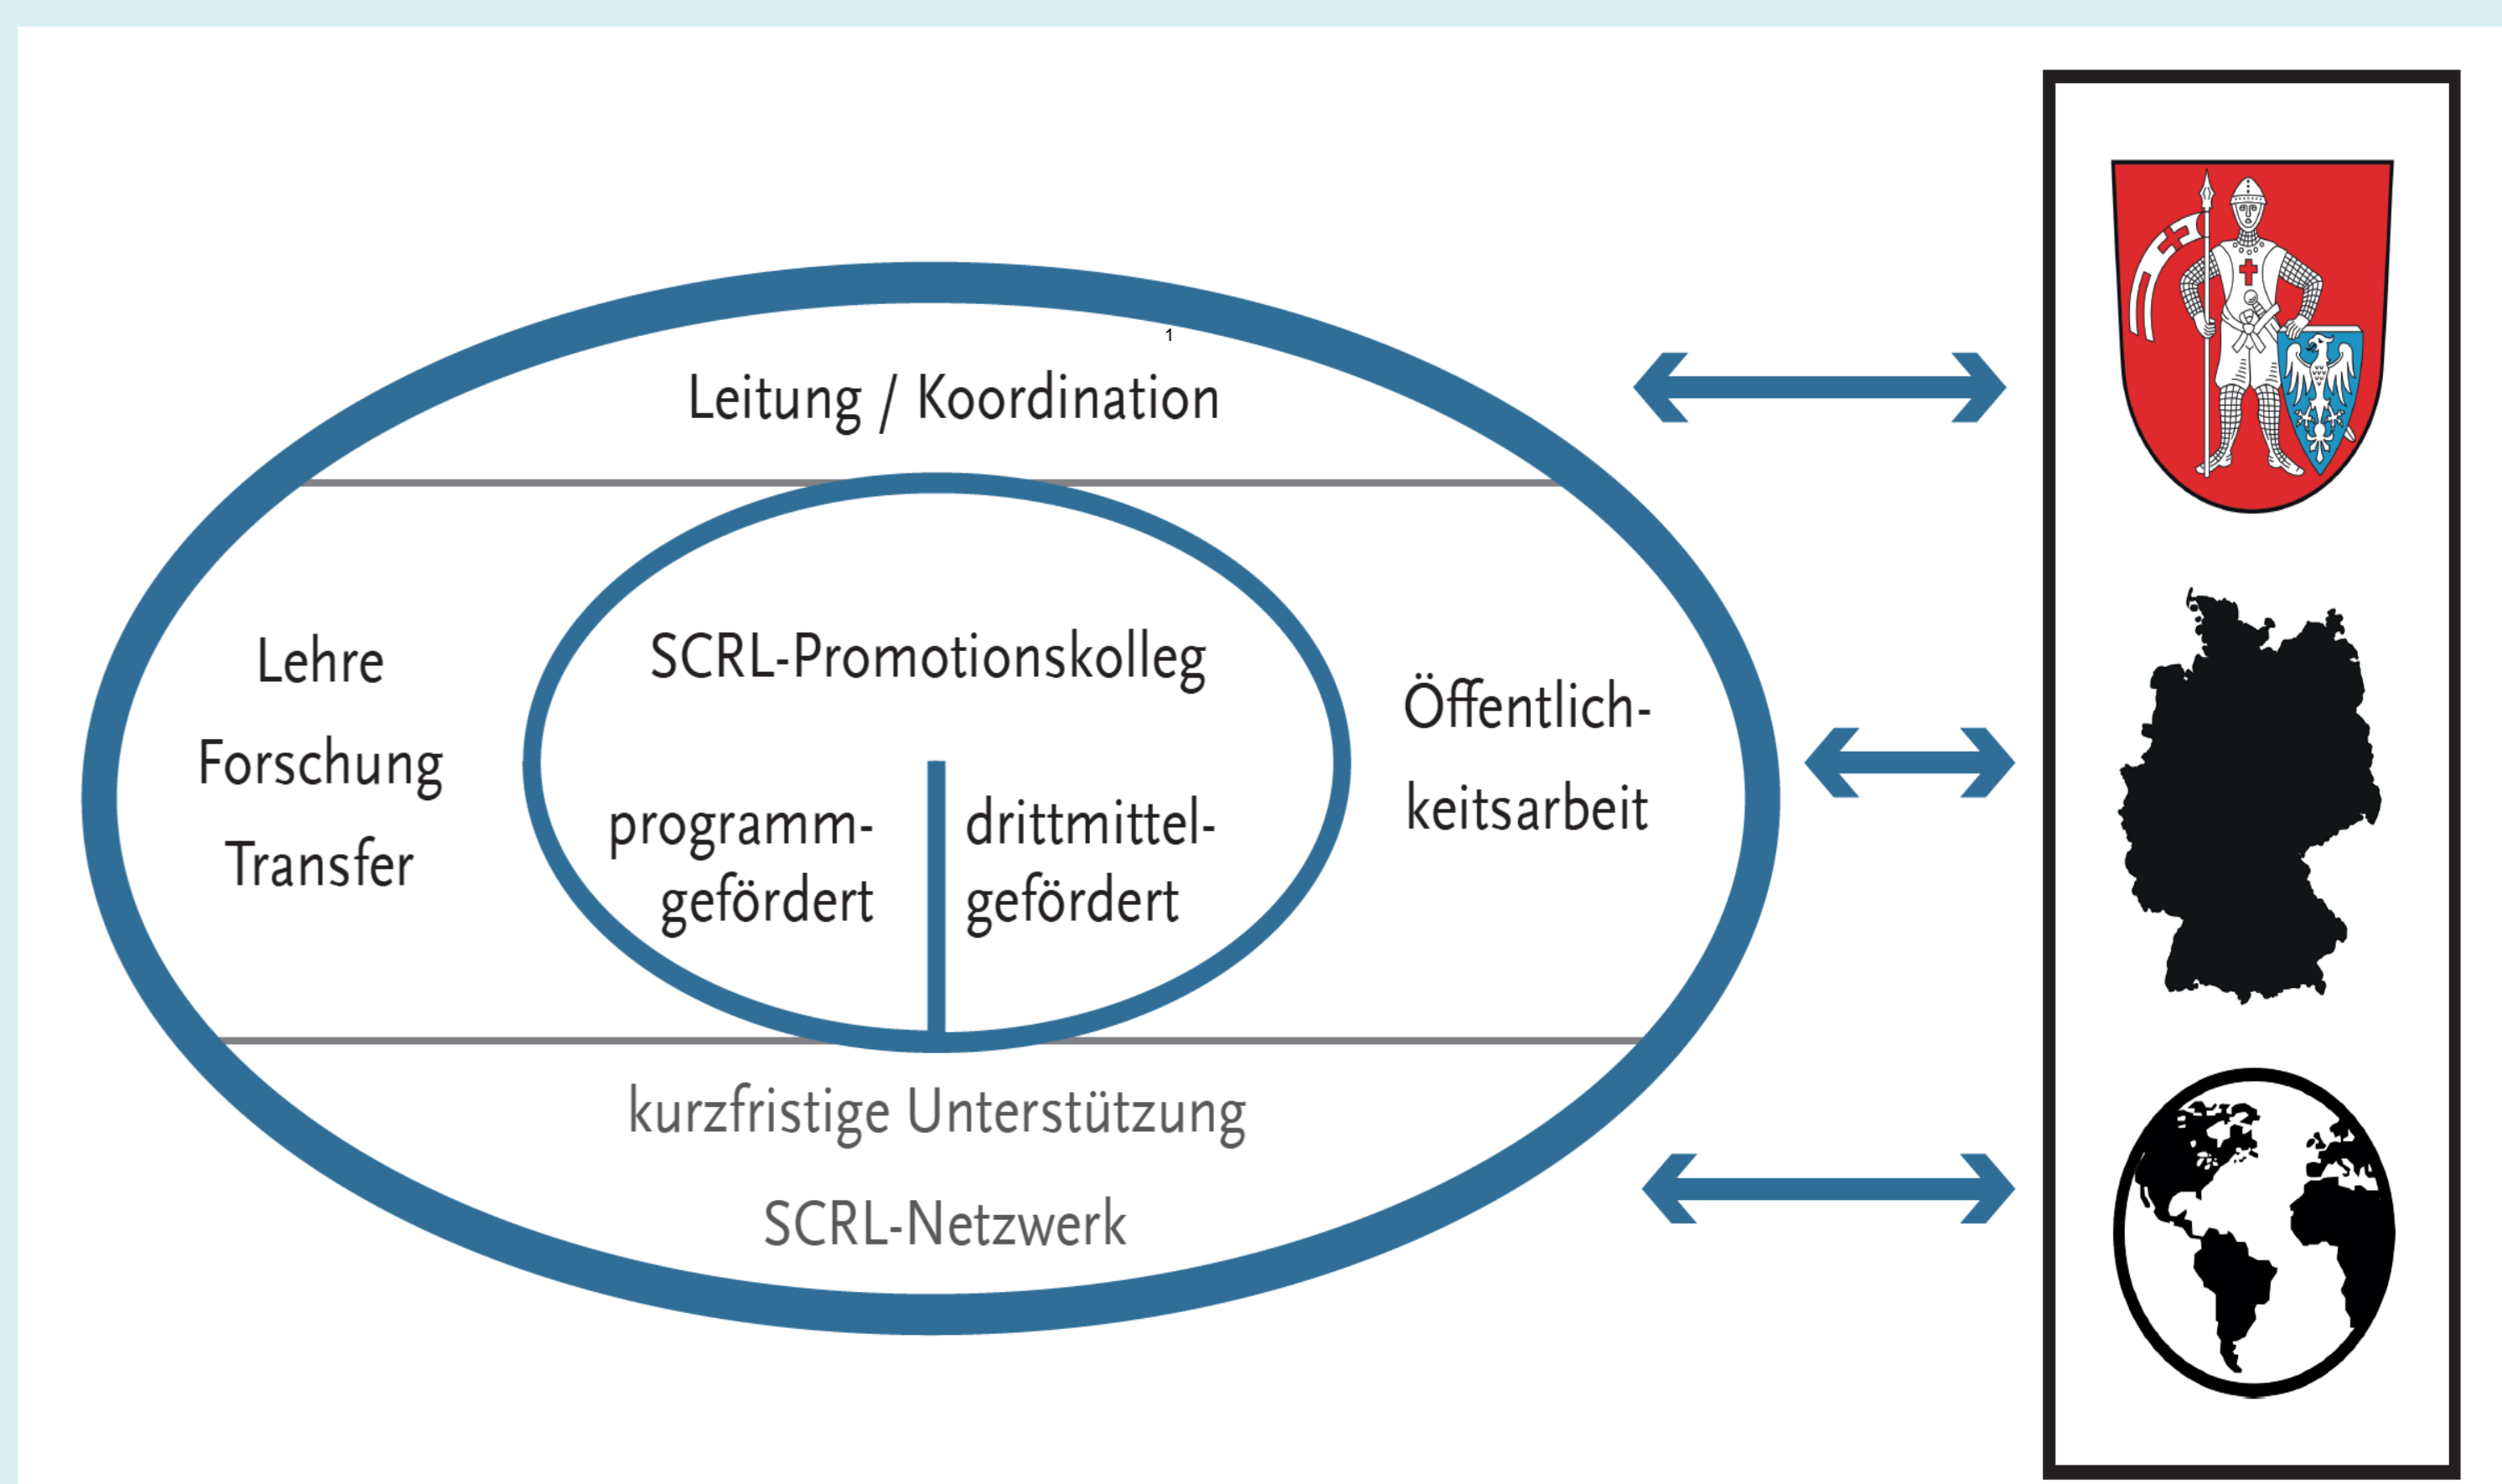 1
Leitung / Koordination
Lehre
Forschung
Transfer
SCRL-Promotionskolleg
programm-
gefördert
drittmittel-
gefördert
Öffentlich-
keitsarbeit
kurzfristige Unterstützung
SCRL-Netzwerk